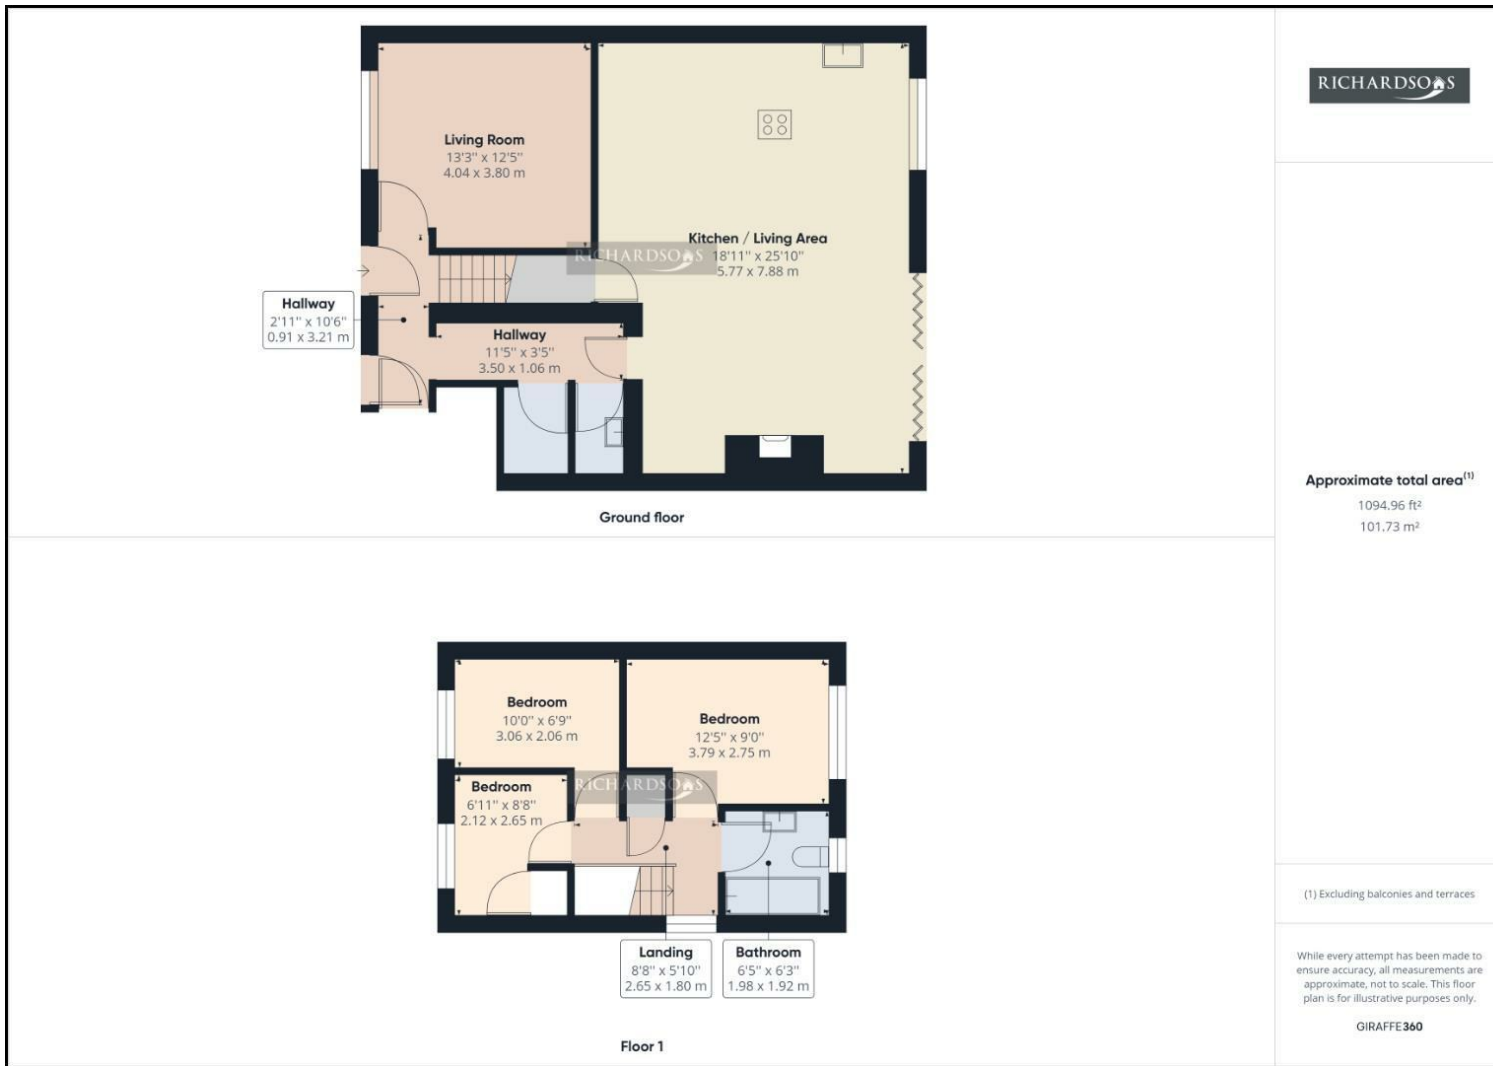 Living Room
13'3" x 12'5"
4.04 x 3.80 m
Kitchen / Living Area
18'11" x 25'10"
5.77 x 7.88 m
RICHARDSONS
Hallway
2'11" x 10'6"
0.91 x 3.21 m
Hallway
11'5" x 3'5"
3.50 x 1.06 m
Ground floor
Bedroom
10'0" x 6'9"
3.06 x 2.06 m
Bedroom
12'5" x 9'0"
3.79 x 2.75 m
RICHARDSONS
Bedroom
6'11" x 8'8"
2.12 x 2.65 m
Landing
8'8" x 5'10"
2.65 x 1.80 m
Bathroom
6'5" x 6'3"
1.98 x 1.92 m
Floor 1
RICHARDSONS
Approximate total area(1)
1094.96 ft²
101.73 m²
(1) Excluding balconies and terraces
While every attempt has been made to
ensure accuracy, all measurements are
approximate, not to scale. This floor
plan is for illustrative purposes only.
GIRAFFE360